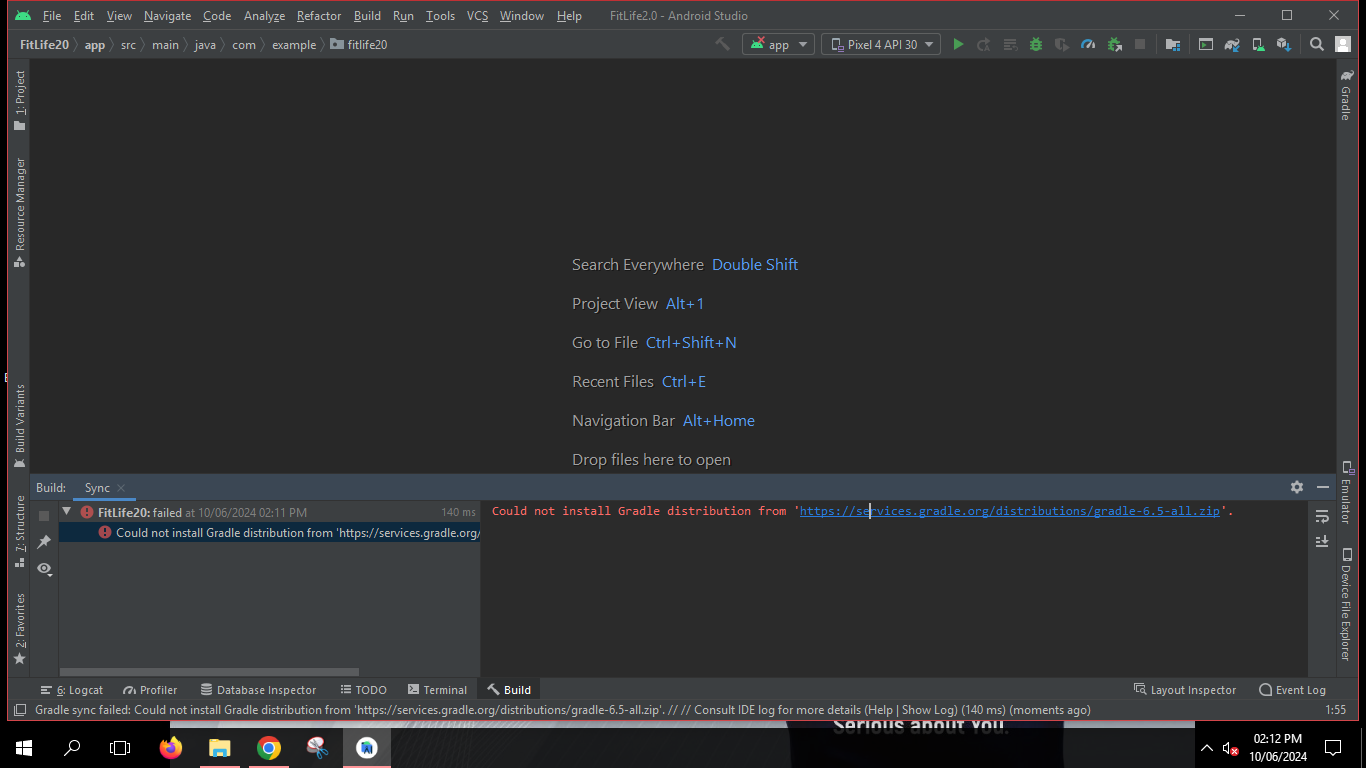 File Edit View Navigate Code Analyze Refactor Build Run Tools VCS Window Help FitLife2.0 - Android Studio
FitLife20 app src main java com example fitlife20 app Pixel 4 API 30
1: Project
Resource Manager
Build Variants
7: Structure
2: Favorites
Gradle
Emulator
Device File Explorer
Search Everywhere Double Shift
Project View Alt+1
Go to File Ctrl+Shift+N
Recent Files Ctrl+E
Navigation Bar Alt+Home
Drop files here to open
Build: Sync
FitLife20: failed at 10/06/2024 02:11 PM 140 ms
Could not install Gradle distribution from 'https://services.gradle.org/
Could not install Gradle distribution from 'https://services.gradle.org/distributions/gradle-6.5-all.zip'.
6: Logcat Profiler Database Inspector TODO Terminal Build Layout Inspector Event Log
Gradle sync failed: Could not install Gradle distribution from 'https://services.gradle.org/distributions/gradle-6.5-all.zip'. // // Consult IDE log for more details (Help | Show Log) (140 ms) (moments ago) 1:55
Serious about You.
02:12 PM
10/06/2024